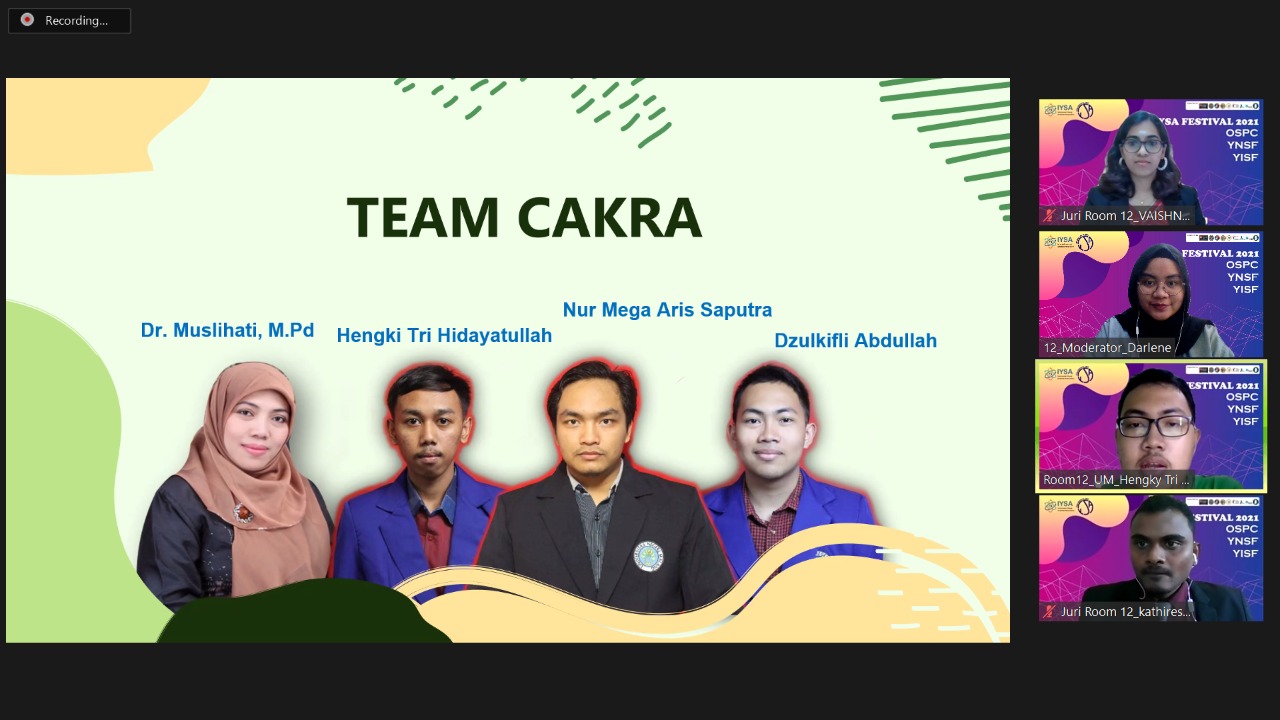 Recording...
TEAM CAKRA
Dr. Muslihati, M.Pd
Hengki Tri Hidayatullah
Nur Mega Aris Saputra
Dzulkifli Abdullah
IYSA
YSA FESTIVAL 2021
OSPC
YNSF
YISF
Juri Room 12_VAISHN...
IYSA
FESTIVAL 2021
OSPC
YNSF
YISF
12_Moderator_Darlene
IYSA
FESTIVAL 2021
OSPC
YNSF
YISF
Room12_UM_Hengky Tri ...
IYSA
STIVAL 2021
OSPC
YNSF
YISF
Juri Room 12_kathires...